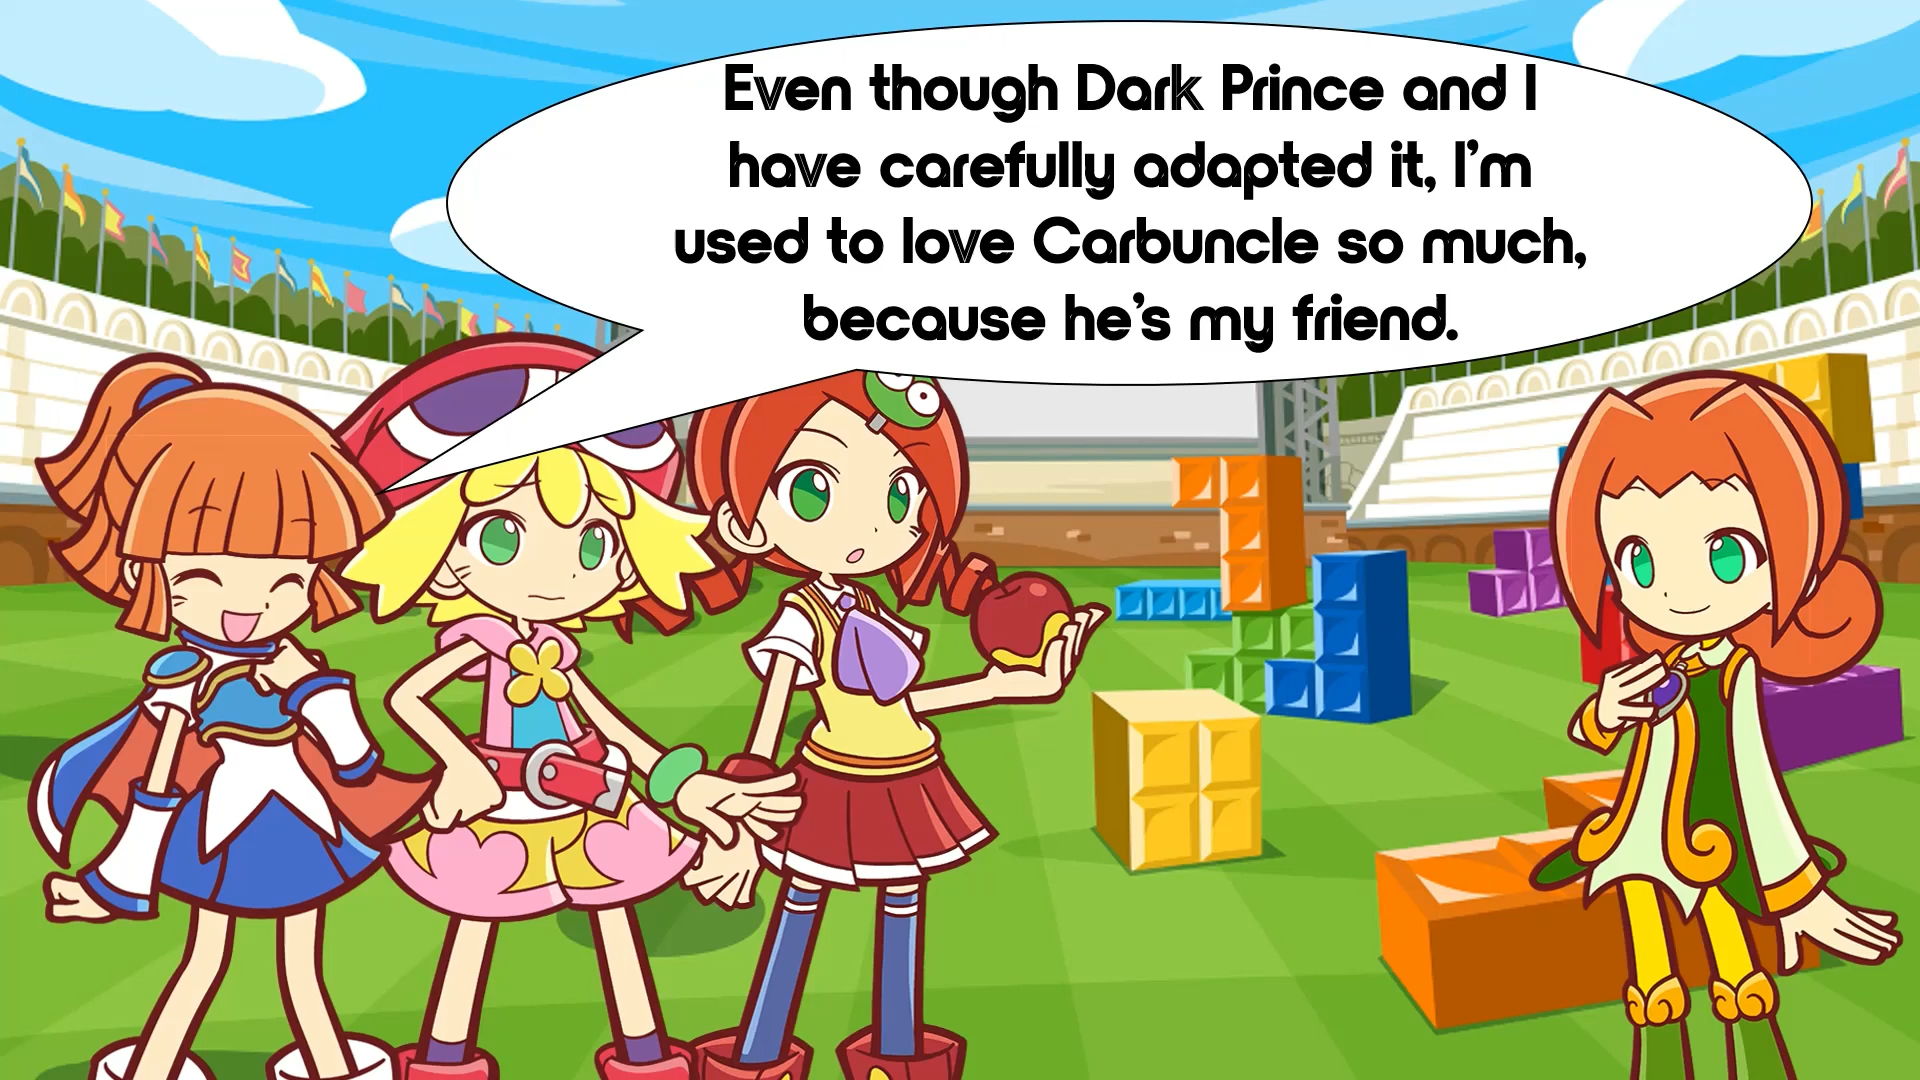 Even though Dark Prince and I
have carefully adapted it, I'm
used to love Carbuncle so much,
because he's my friend.